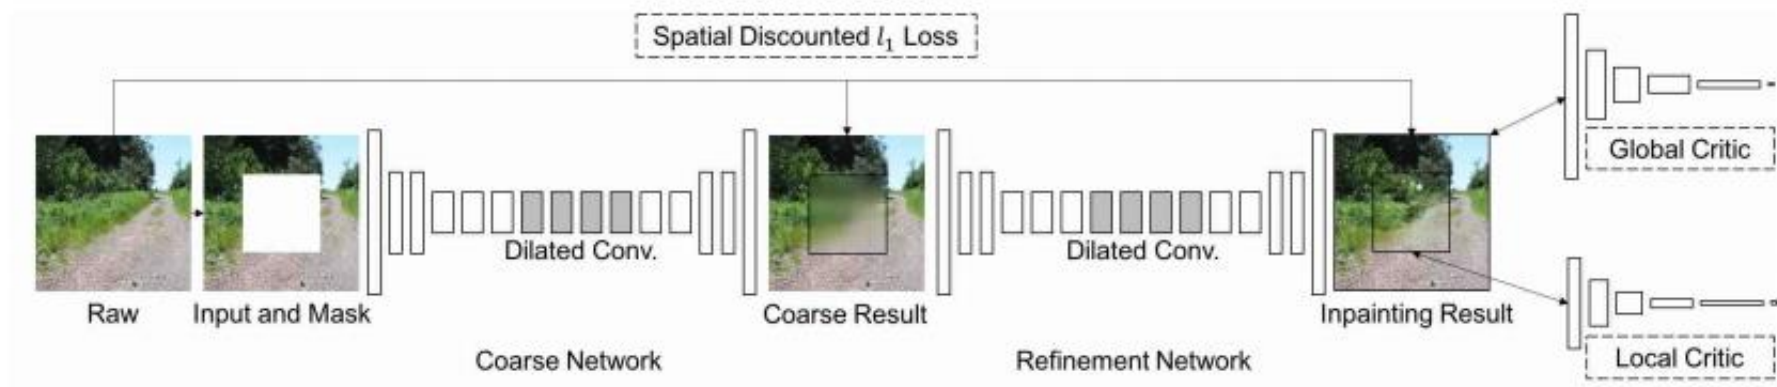 Spatial Discounted l₁ Loss
Global Critic
Dilated Conv.
Dilated Conv.
Raw
Input and Mask
Coarse Result
Inpainting Result
Coarse Network
Refinement Network
Local Critic